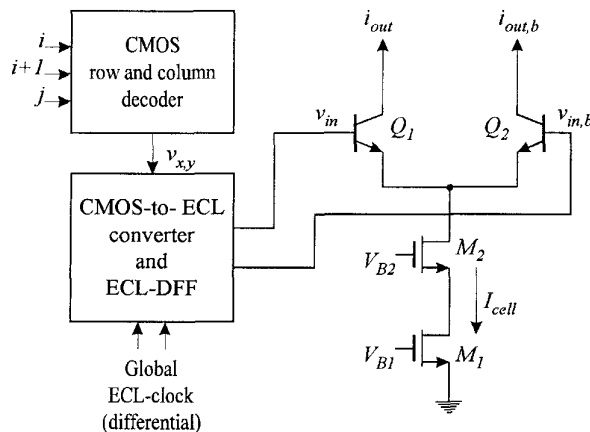 i_out
i_out,b
i
i+1
j
CMOS
row and column
decoder
v_in
Q_1
Q_2
v_in,b
v_x,y
CMOS-to- ECL
converter
and
ECL-DFF
V_B2
M_2
I_cell
V_B1
M_1
Global
ECL-clock
(differential)